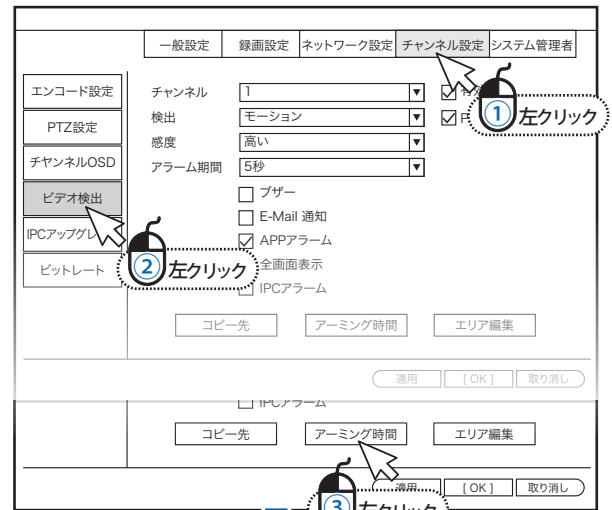 一般設定 録画設定 ネットワーク設定 チャンネル設定 システム管理者
エンコード設定
PTZ設定
チャンネルOSD
ビデオ検出
IPCアップグレ
ビットレート
チャンネル 1
検出 モーション
感度 高い
アラーム期間 5秒
ブザー
E-Mail 通知
APPアラーム
全画面表示
IPCアラーム
① 左クリック
② 左クリック
コピー先 アーミング時間 エリア編集
適用 [ OK ] 取り消し
IPCアラーム
コピー先 アーミング時間 エリア編集
適用 [ OK ] 取り消し
③ 左クリック